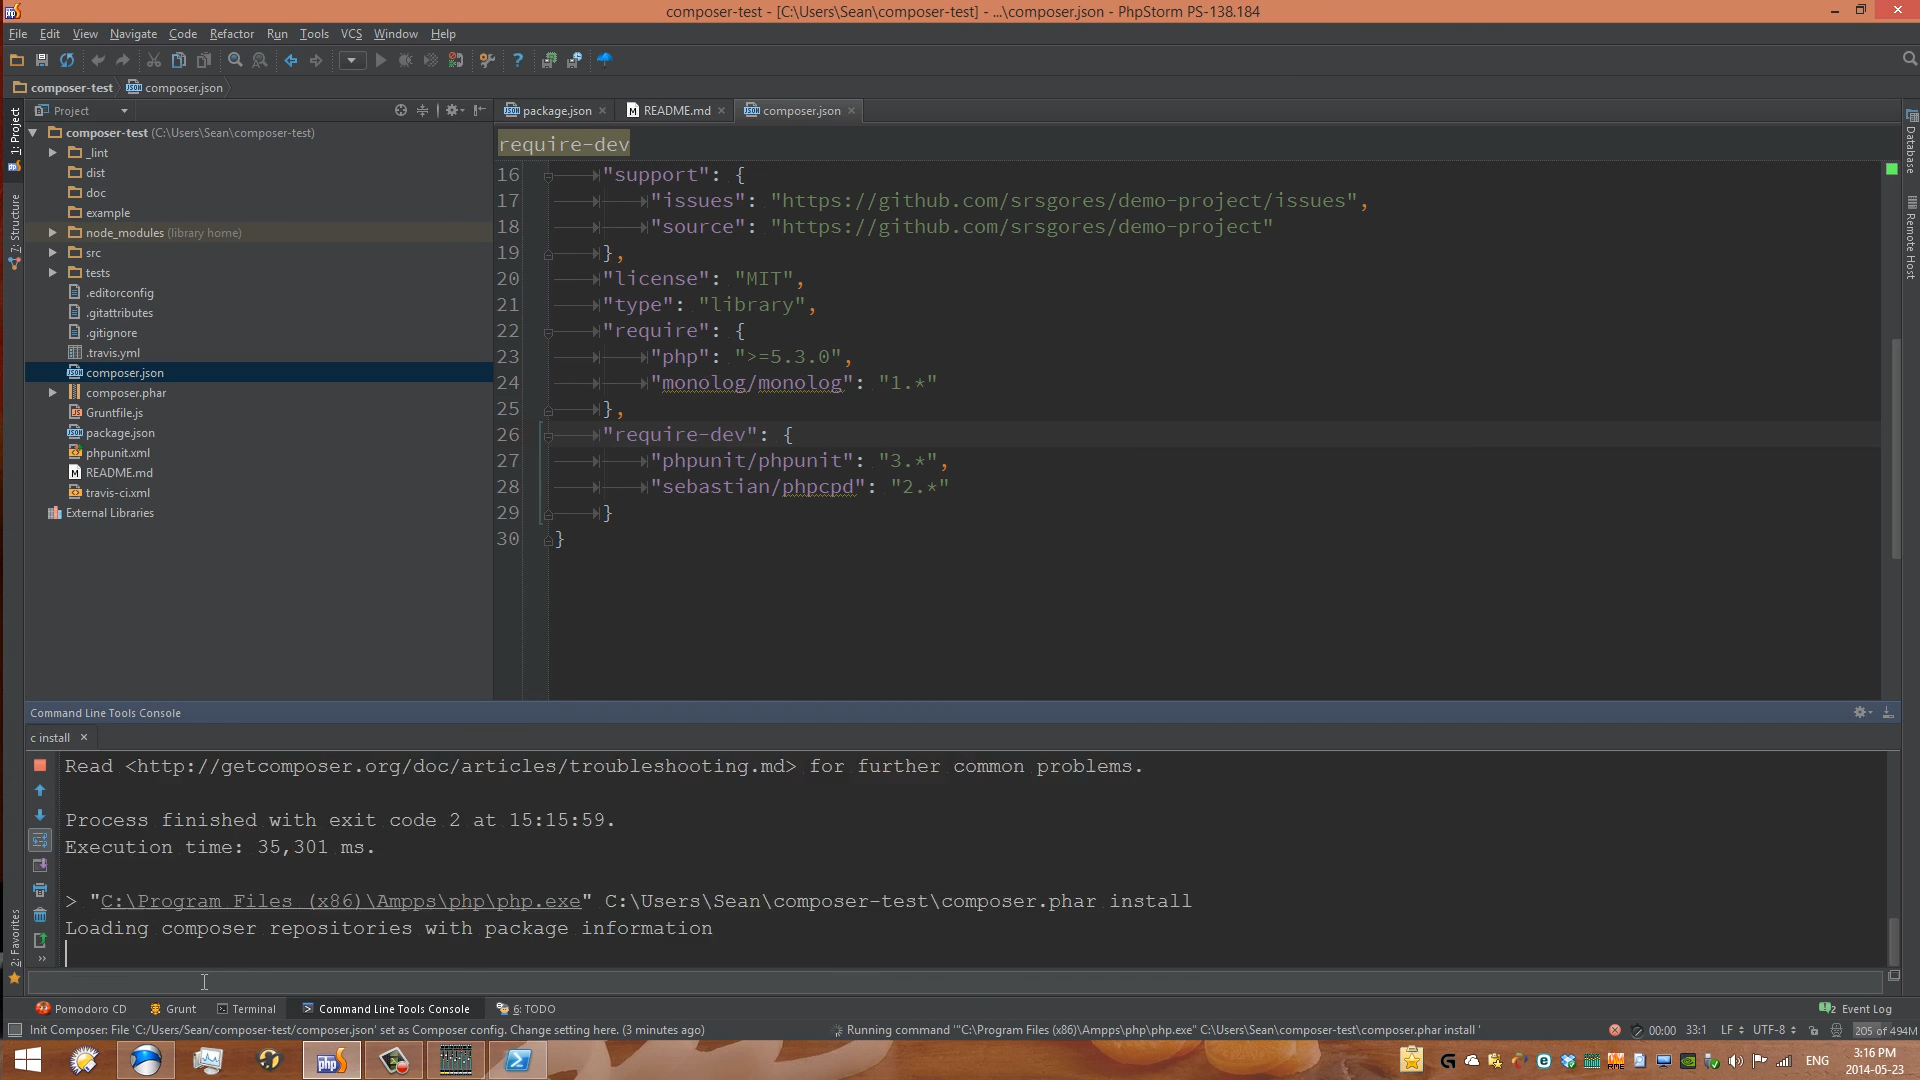 composer-test - [C:\Users\Sean\composer-test] - ...\composer.json - PhpStorm PS-138.184
File Edit View Navigate Code Refactor Run Tools VCS Window Help
composer-test composer.json
Project
package.json README.md composer.json
1: Project
7: Structure
2: Favorites
Database
Remote Host
composer-test (C:\Users\Sean\composer-test)
_lint
dist
doc
example
node_modules (library home)
src
tests
.editorconfig
.gitattributes
.gitignore
.travis.yml
composer.json
composer.phar
Gruntfile.js
package.json
phpunit.xml
README.md
travis-ci.xml
External Libraries
require-dev
16 "support": {
17 "issues": "https://github.com/srsgores/demo-project/issues",
18 "source": "https://github.com/srsgores/demo-project"
19 },
20 "license": "MIT",
21 "type": "library",
22 "require": {
23 "php": ">=5.3.0",
24 "monolog/monolog": "1.*"
25 },
26 "require-dev": {
27 "phpunit/phpunit": "3.*",
28 "sebastian/phpcpd": "2.*"
29 }
30 }
Command Line Tools Console
c install
Read <http://getcomposer.org/doc/articles/troubleshooting.md> for further common problems.
Process finished with exit code 2 at 15:15:59.
Execution time: 35,301 ms.
> "C:\Program Files (x86)\Ampps\php\php.exe" C:\Users\Sean\composer-test\composer.phar install
Loading composer repositories with package information
Pomodoro CD Grunt Terminal Command Line Tools Console 6: TODO 2 Event Log
Init Composer: File 'C:/Users/Sean/composer-test/composer.json' set as Composer config. Change setting here. (3 minutes ago) Running command '"C:\Program Files (x86)\Ampps\php\php.exe" C:\Users\Sean\composer-test\composer.phar install ' 00:00 33:1 LF UTF-8 205 of 494M
ENG 3:16 PM
2014-05-23